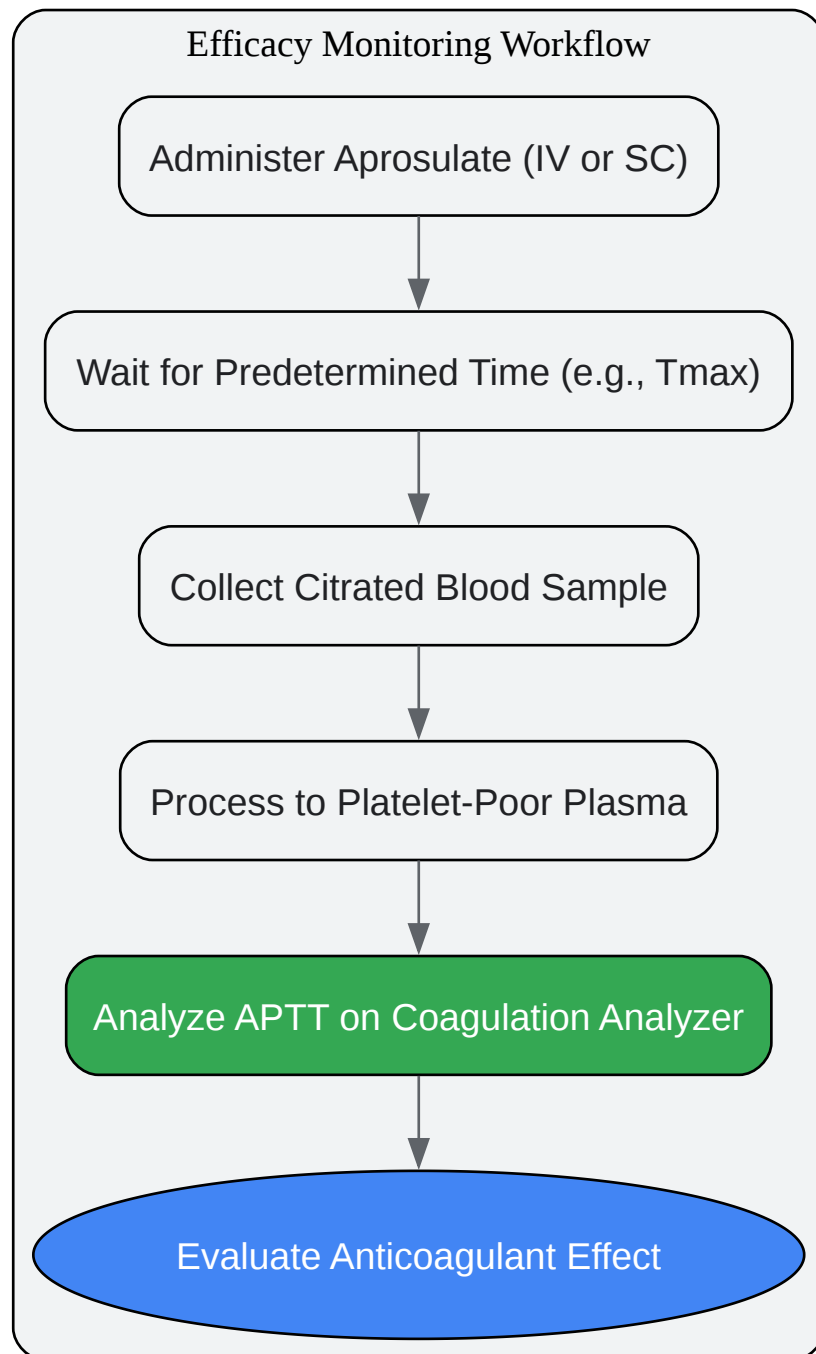 Efficacy Monitoring Workflow
Administer Aprosulate (IV or SC)
Wait for Predetermined Time (e.g., Tmax)
Collect Citrated Blood Sample
Process to Platelet-Poor Plasma
Analyze APTT on Coagulation Analyzer
Evaluate Anticoagulant Effect